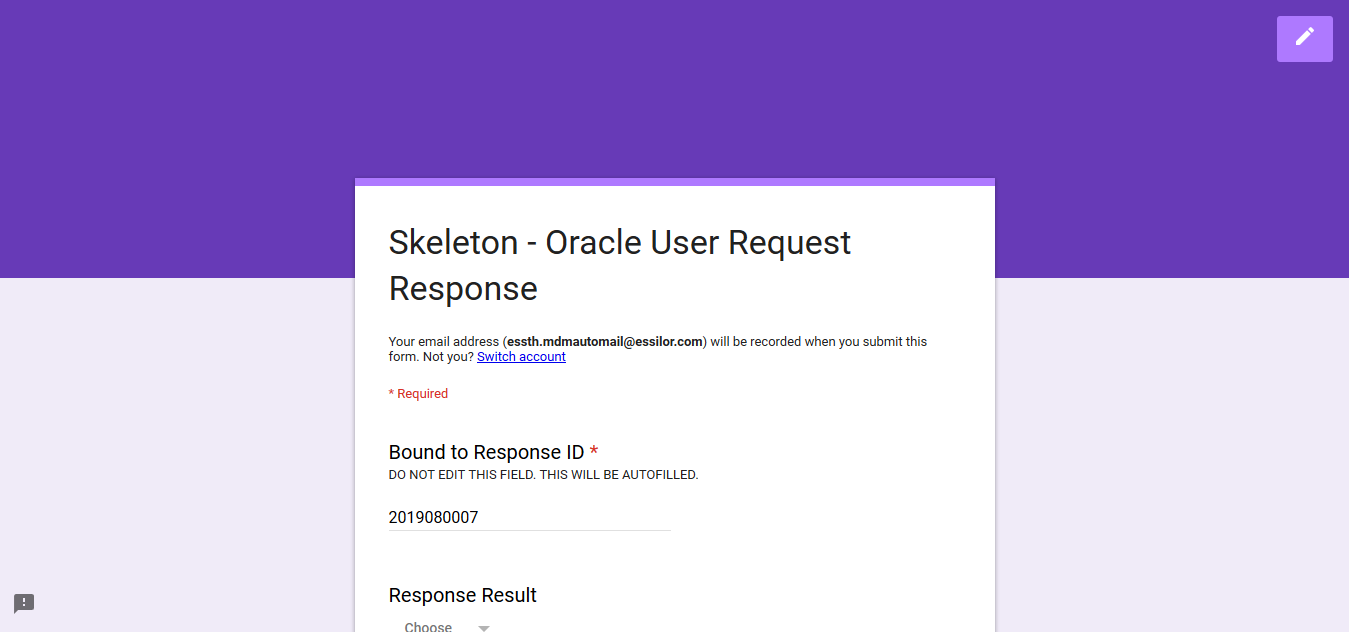 Skeleton - Oracle User Request
Response
Your email address (essth.mdmautomail@essilor.com) will be recorded when you submit this
form. Not you? Switch account
* Required
Bound to Response ID *
DO NOT EDIT THIS FIELD. THIS WILL BE AUTOFILLED.
2019080007
Response Result
Choose